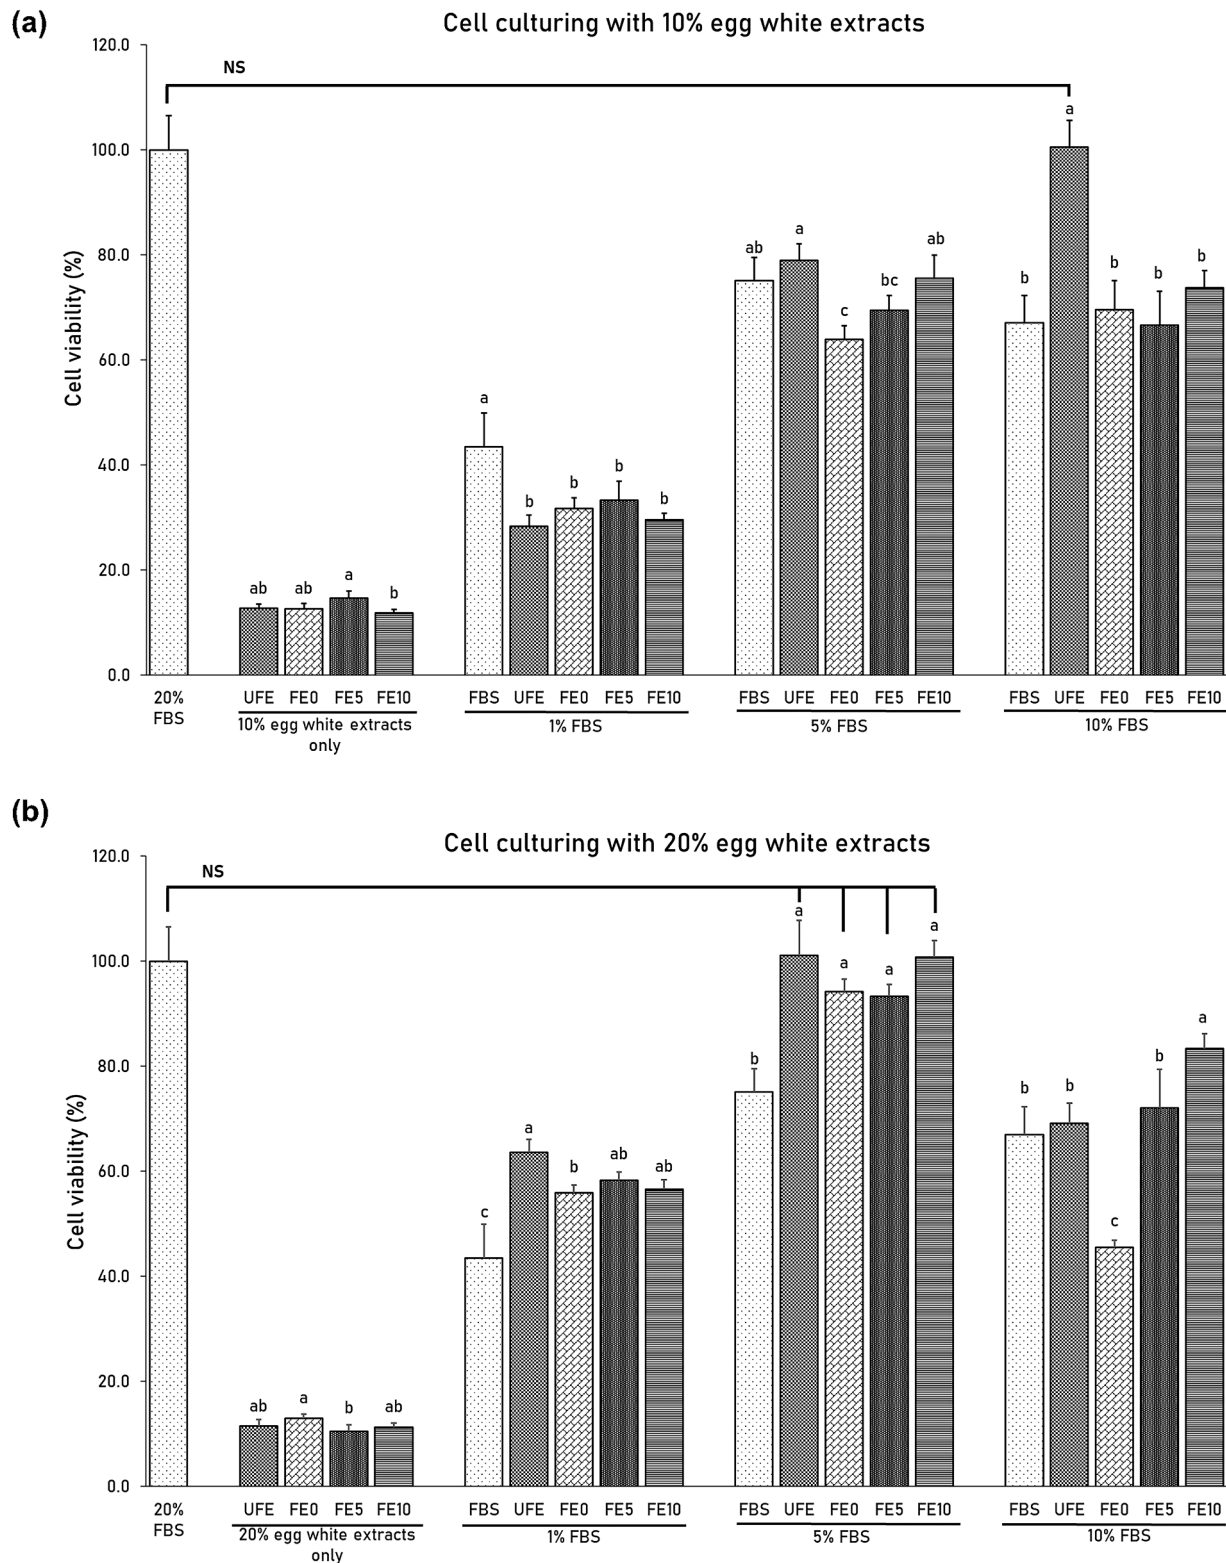 (a)
Cell culturing with 10% egg white extracts
120.0
NS
a
100.0
80.0
ab a bc ab
c
b b b b
60.0
Cell viability (%)
a
40.0
b b b b
20.0
ab ab a b
0.0
20% UFE FE0 FE5 FE10 FBS UFE FE0 FE5 FE10 FBS UFE FE0 FE5 FE10 FBS UFE FE0 FE5 FE10
FBS 10% egg white extracts 1% FBS 5% FBS 10% FBS
only
(b)
Cell culturing with 20% egg white extracts
120.0
NS
a a a a
100.0
b
80.0
b b c b a
60.0
Cell viability (%)
c a b ab ab
40.0
20.0
ab a b ab
0.0
20% UFE FE0 FE5 FE10 FBS UFE FE0 FE5 FE10 FBS UFE FE0 FE5 FE10 FBS UFE FE0 FE5 FE10
FBS 20% egg white extracts 1% FBS 5% FBS 10% FBS
only